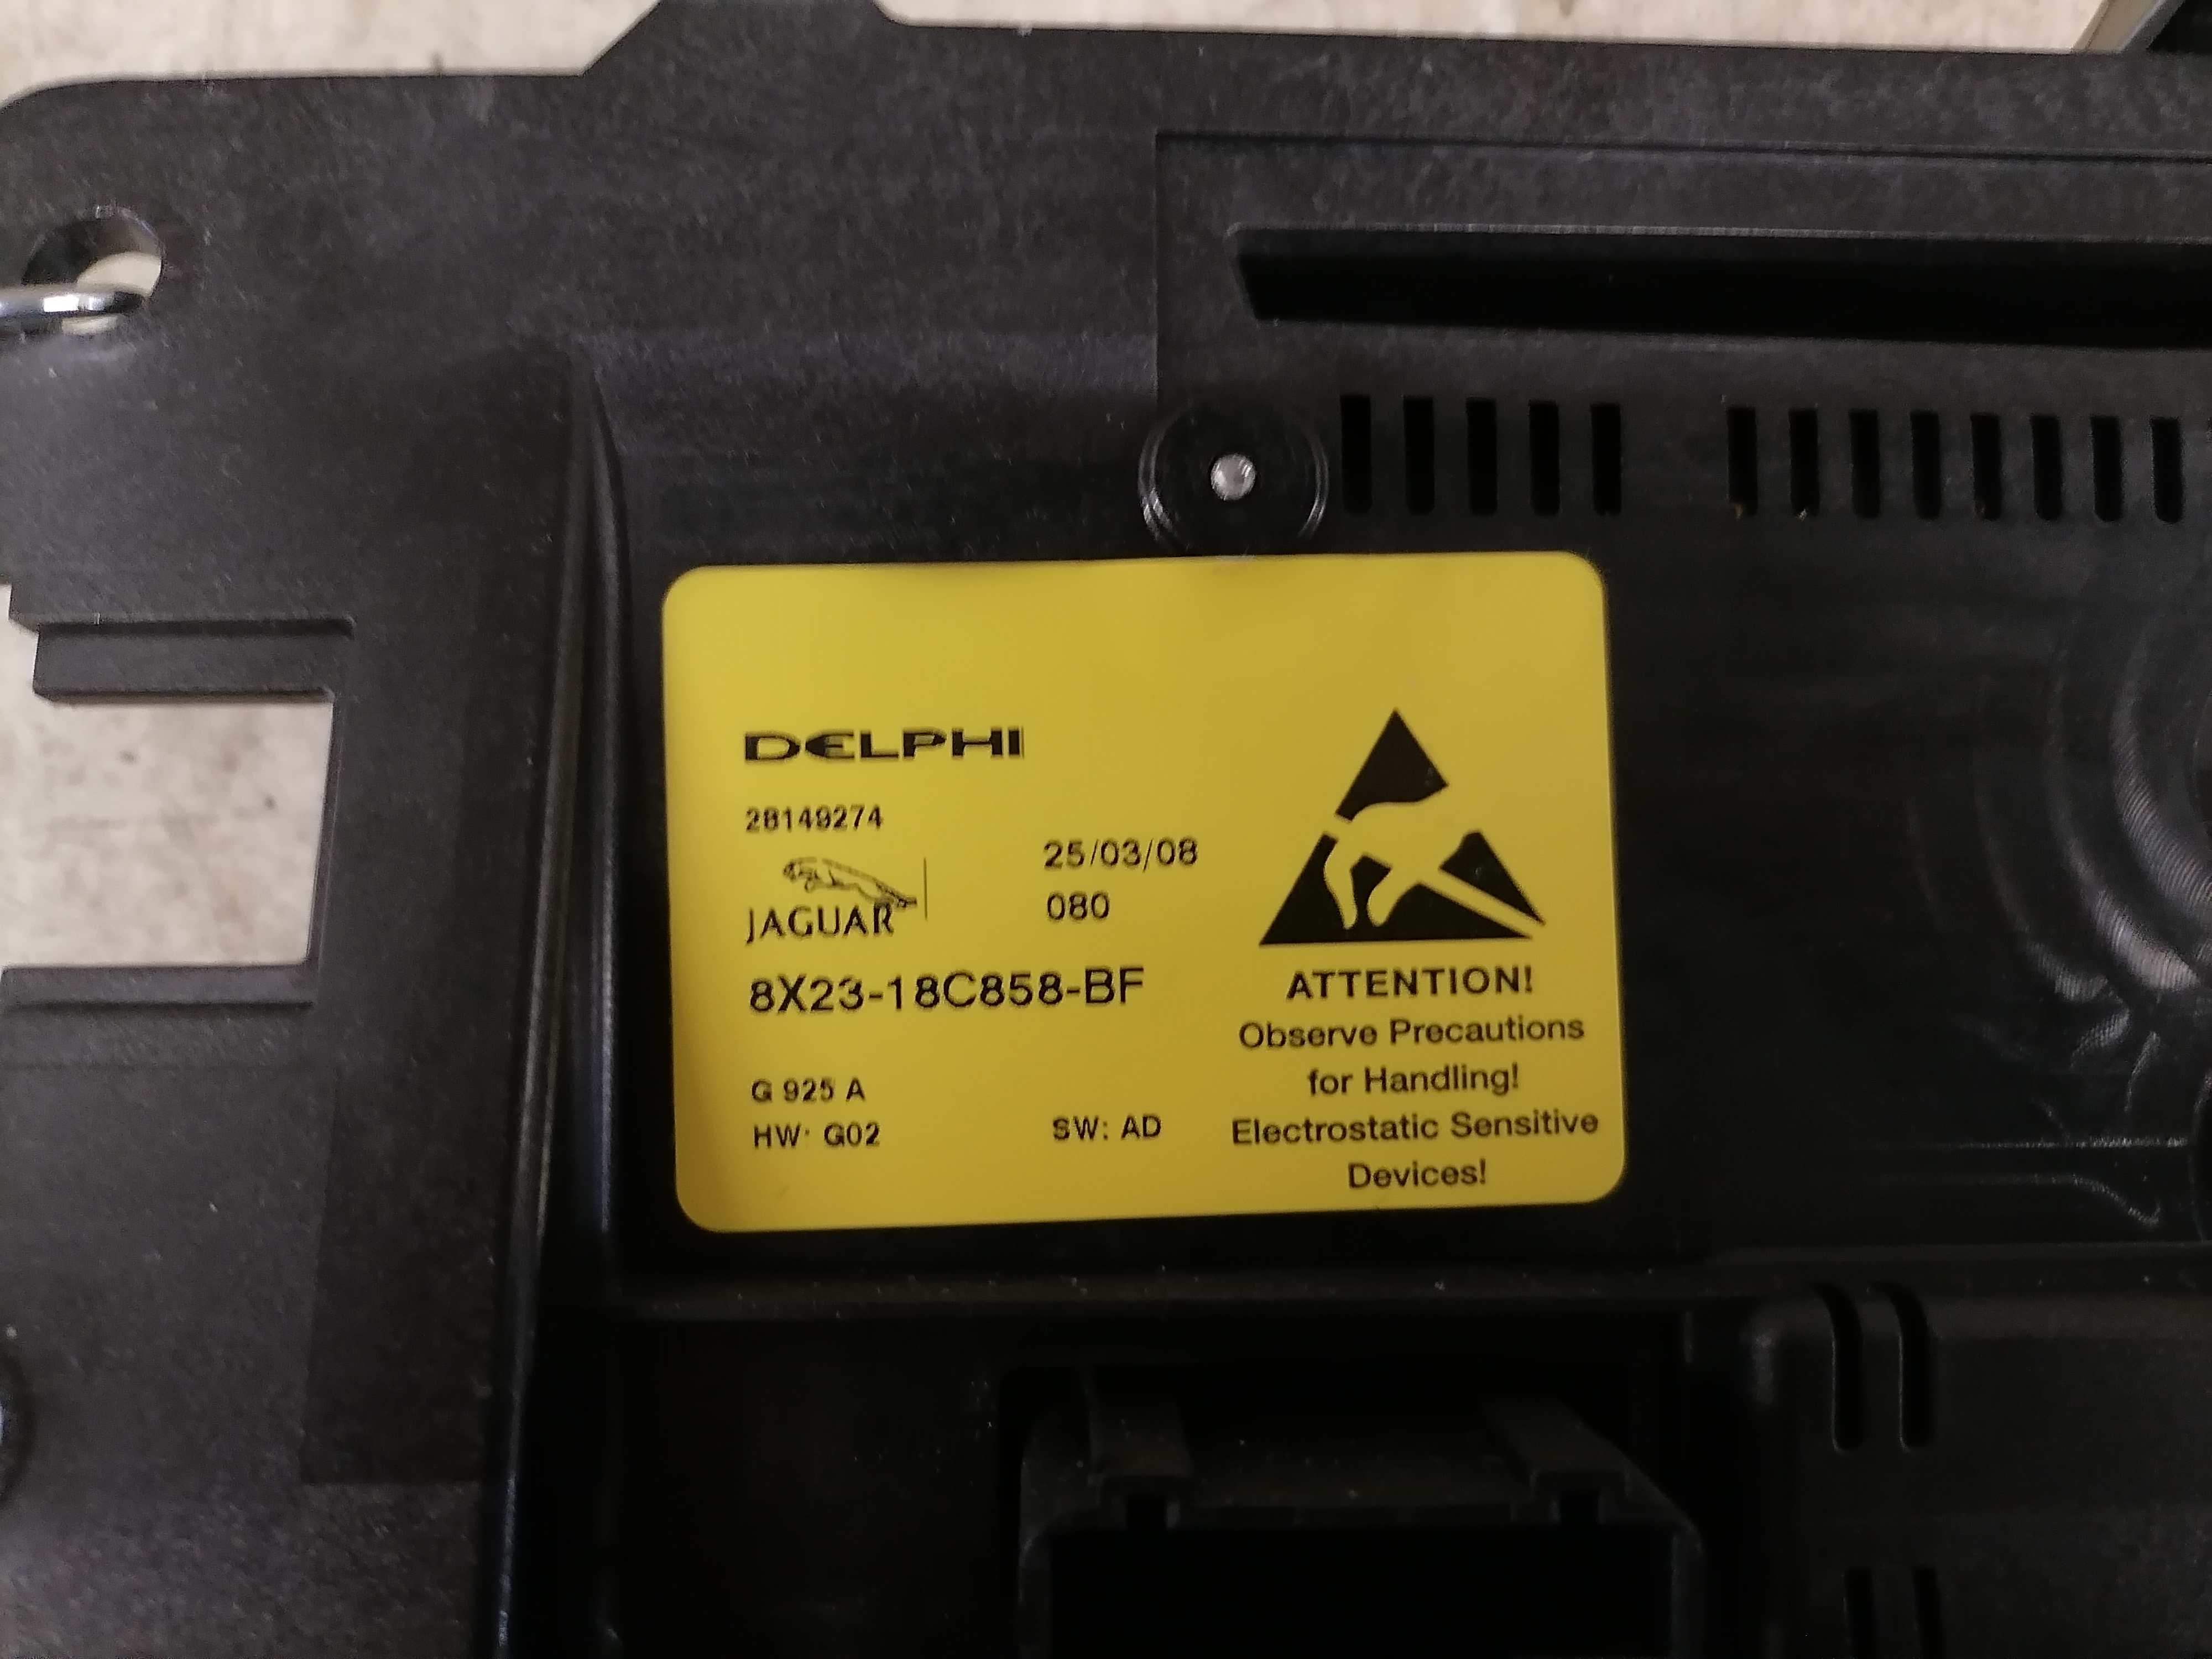 DELPHI
28149274
25/03/08
JAGUAR
080
8X23-18C858-BF
G 925 A
HW: G02
SW: AD
ATTENTION!
Observe Precautions
for Handling!
Electrostatic Sensitive
Devices!